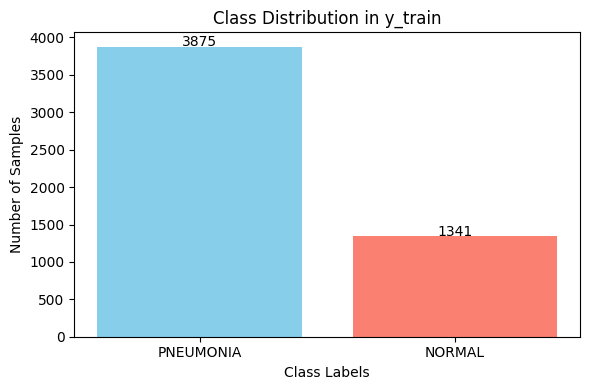 Class Distribution in y_train
Number of Samples
4000
3500
3000
2500
2000
1500
1000
500
0
3875
1341
PNEUMONIA
NORMAL
Class Labels